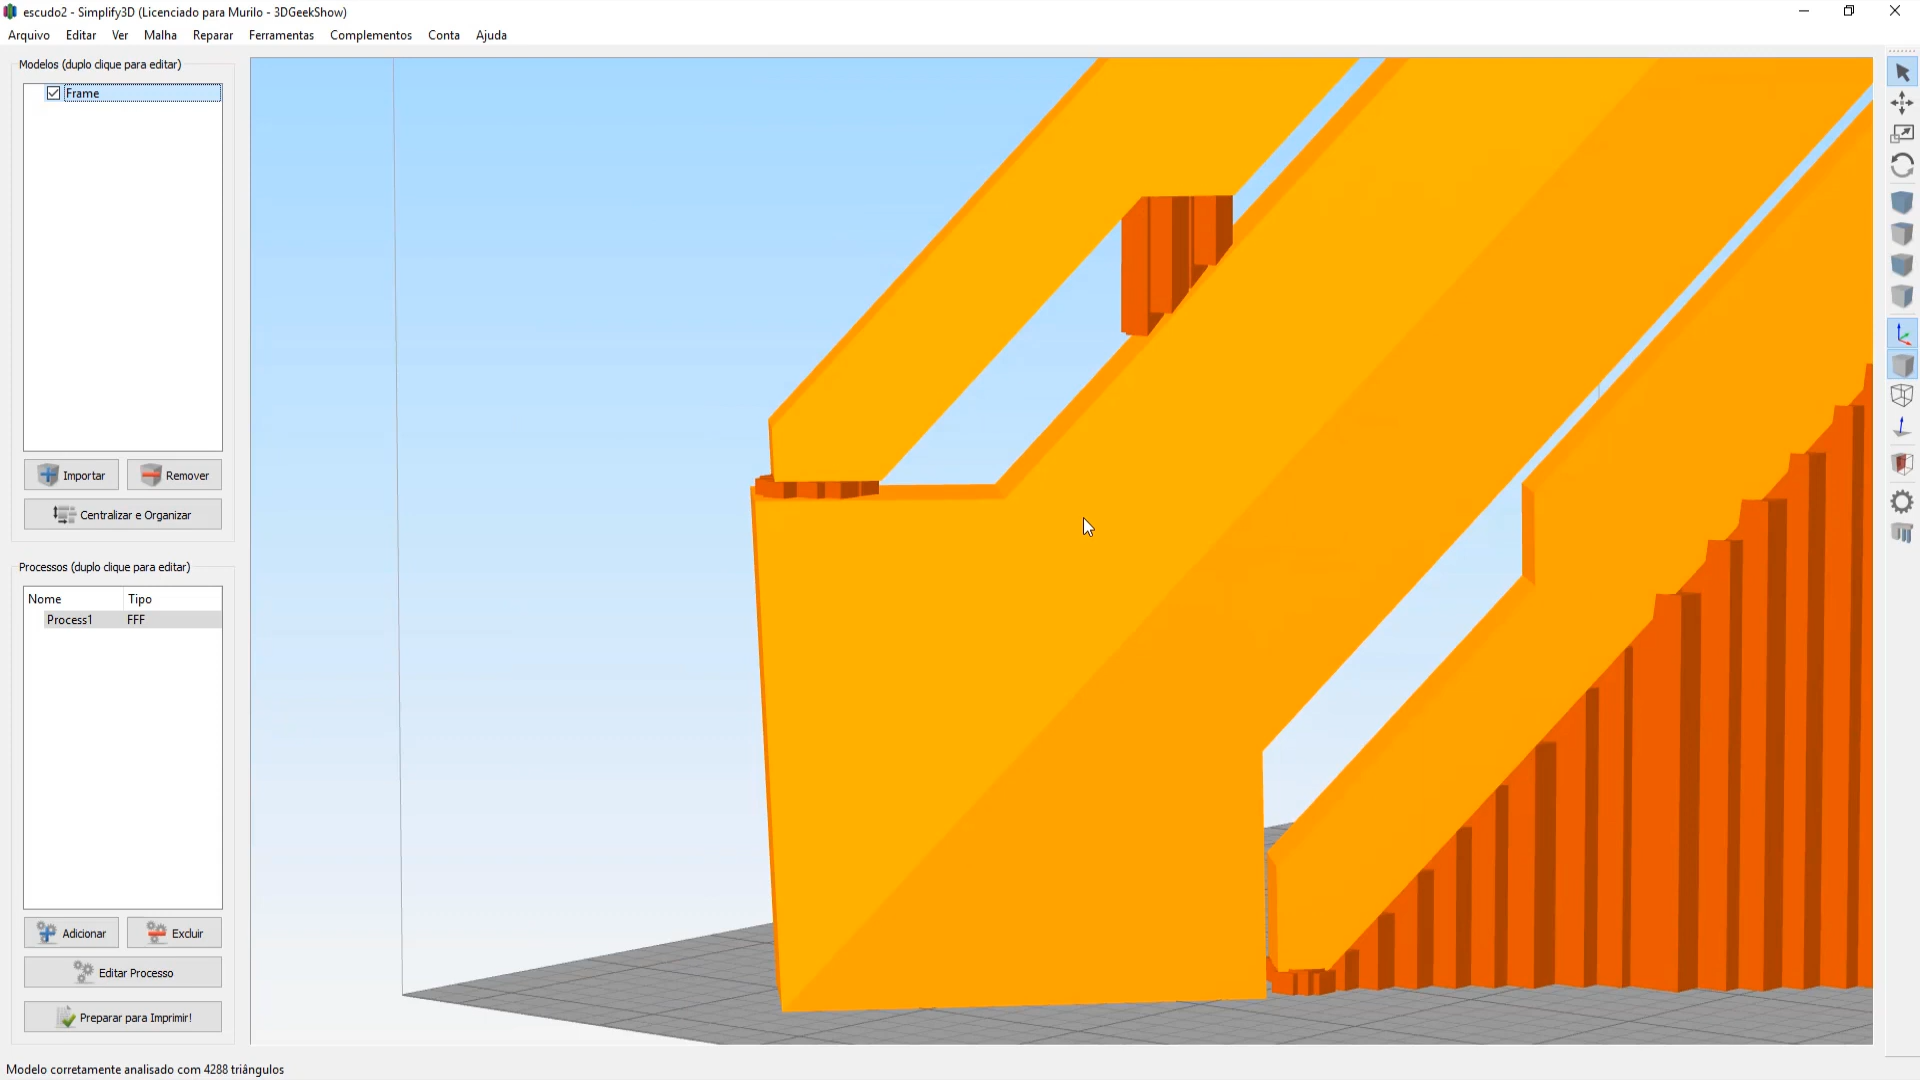 escudo2 - Simplify3D (Licenciado para Murilo - 3DGeekShow)
Arquivo Editar Ver Malha Reparar Ferramentas Complementos Conta Ajuda
Modelos (duplo clique para editar)
Frame
Importar Remover
Centralizar e Organizar
Processos (duplo clique para editar)
Nome Tipo
Process1 FFF
Adicionar Excluir
Editar Processo
Preparar para Imprimir!
Modelo corretamente analisado com 4288 triângulos